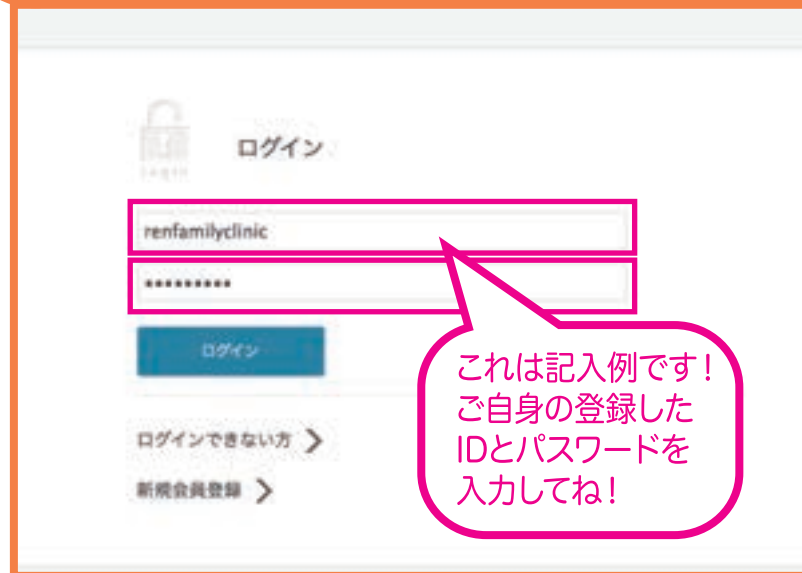 Login
ログイン
renfamilyclinic
•••••••••
ログイン
これは記入例です!
ご自身の登録した
IDとパスワードを
入力してね!
ログインできない方
新規会員登録